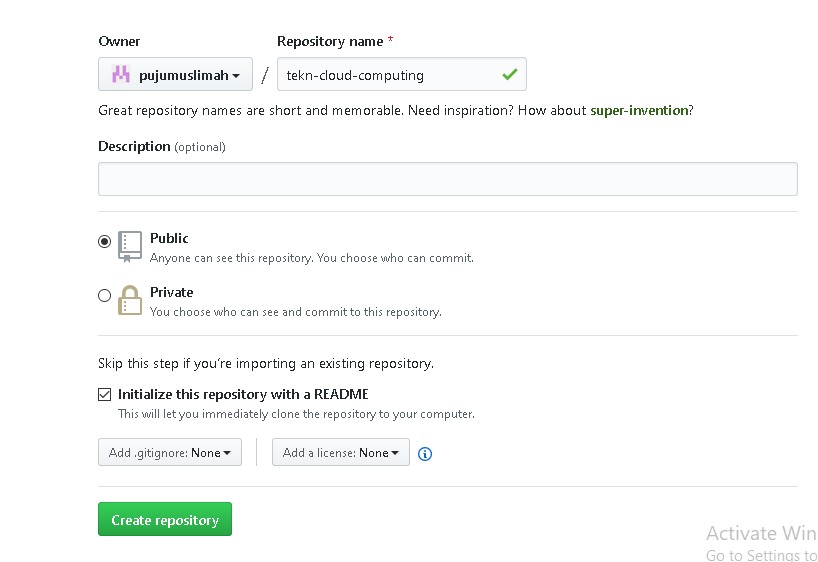 Owner Repository name *
pujumuslimah / tekn-cloud-computing
Great repository names are short and memorable. Need inspiration? How about super-invention?
Description (optional)
Public
Anyone can see this repository. You choose who can commit.
Private
You choose who can see and commit to this repository.
Skip this step if you're importing an existing repository.
Initialize this repository with a README
This will let you immediately clone the repository to your computer.
Add .gitignore: None Add a license: None
Create repository
Activate Win
Go to Settings to